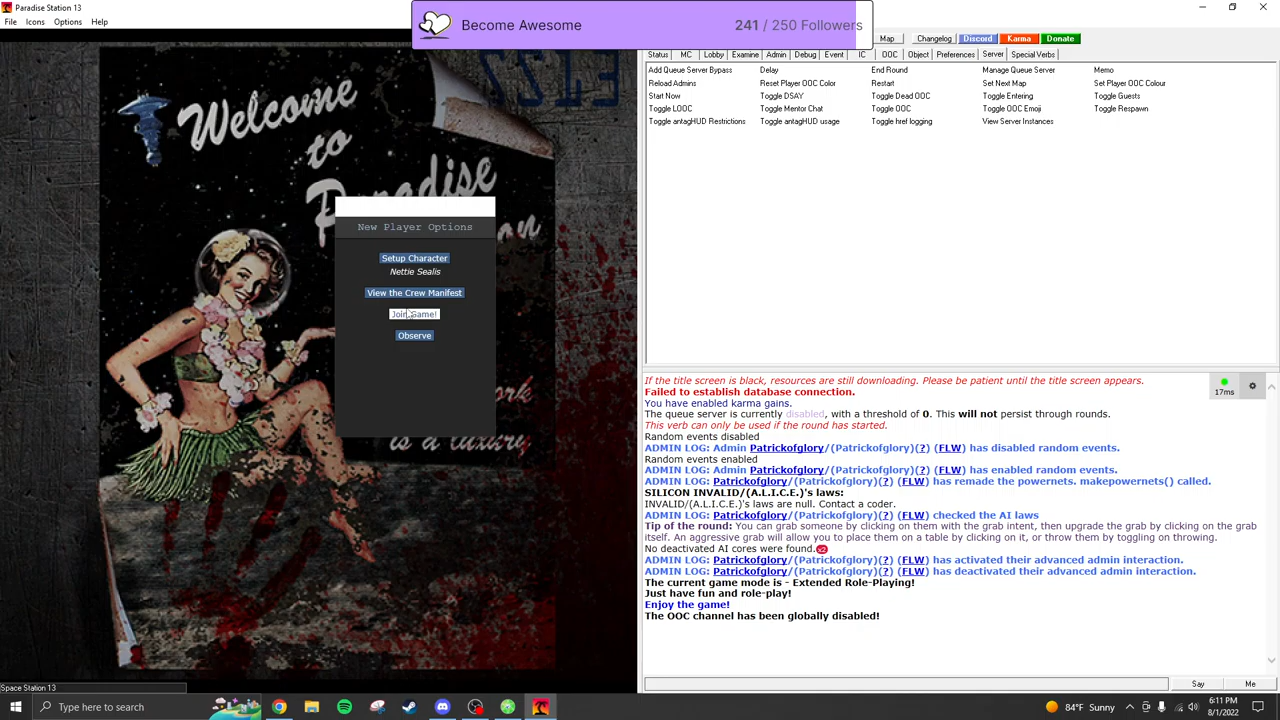 Paradise Station 13
File Icons Options Help
Become Awesome 241 / 250 Followers
Map Changelog Discord Karma Donate
Status MC Lobby Examine Admin Debug Event IC OOC Object Preferences Server Special Verbs
Add Queue Server Bypass Delay End Round Manage Queue Server Memo
Reload Admins Reset Player OOC Color Restart Set Next Map Set Player OOC Colour
Start Now Toggle DSAY Toggle Dead OOC Toggle Entering Toggle Guests
Toggle LOOC Toggle Mentor Chat Toggle OOC Toggle OOC Emoji Toggle Respawn
Toggle antagHUD Restrictions Toggle antagHUD usage Toggle href logging View Server Instances
Welcome
to
Paradise
New Player Options
Setup Character
Nettie Sealis
View the Crew Manifest
Join Game!
Observe
is a luxury
If the title screen is black, resources are still downloading. Please be patient until the title screen appears.
Failed to establish database connection.
You have enabled karma gains.
The queue server is currently disabled, with a threshold of 0. This will not persist through rounds.
This verb can only be used if the round has started.
Random events disabled
ADMIN LOG: Admin Patrickofglory/(Patrickofglory)(?) (FLW) has disabled random events.
Random events enabled
ADMIN LOG: Admin Patrickofglory/(Patrickofglory)(?) (FLW) has enabled random events.
ADMIN LOG: Patrickofglory/(Patrickofglory)(?) (FLW) has remade the powernets. makepowernets() called.
SILICON INVALID/(A.L.I.C.E.)'s laws:
INVALID/(A.L.I.C.E.)'s laws are null. Contact a coder.
ADMIN LOG: Patrickofglory/(Patrickofglory)(?) (FLW) checked the AI laws
Tip of the round: You can grab someone by clicking on them with the grab intent, then upgrade the grab by clicking on the grab
itself. An aggressive grab will allow you to place them on a table by clicking on it, or throw them by toggling on throwing.
No deactivated AI cores were found. x2
ADMIN LOG: Patrickofglory/(Patrickofglory)(?) (FLW) has activated their advanced admin interaction.
ADMIN LOG: Patrickofglory/(Patrickofglory)(?) (FLW) has deactivated their advanced admin interaction.
The current game mode is - Extended Role-Playing!
Just have fun and role-play!
Enjoy the game!
The OOC channel has been globally disabled!
17ms
Say Me
Space Station 13
Type here to search
84°F Sunny
6:11 PM
8/1/2022